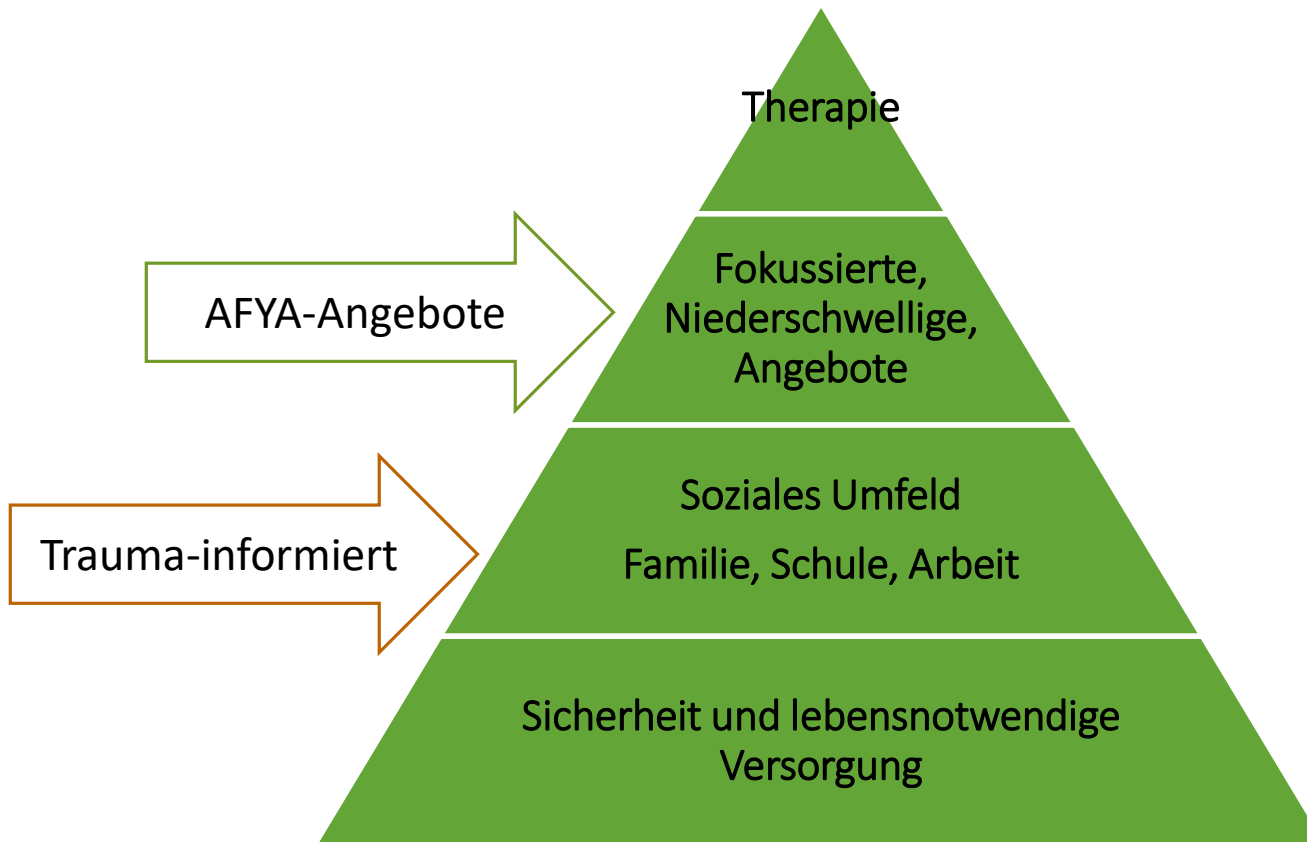 Therapie
Fokussierte,
Niederschwellige,
Angebote
AFYA-Angebote
Soziales Umfeld
Familie, Schule, Arbeit
Trauma-informiert
Sicherheit und lebensnotwendige
Versorgung